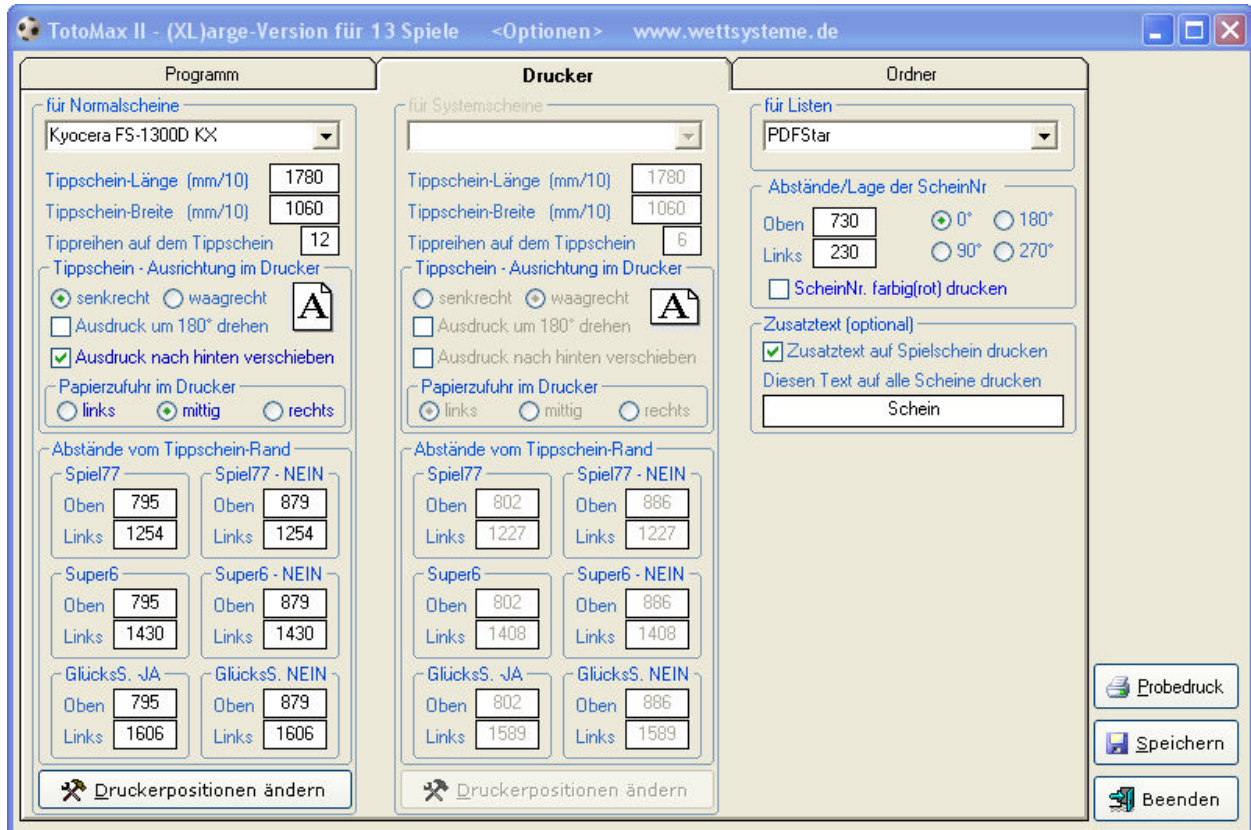 TotoMax II - (XL)arge-Version für 13 Spiele <Optionen> www.wettsysteme.de
Programm
Drucker
Ordner
für Normalscheine
Kyocera FS-1300D KX
Tippschein-Länge (mm/10) 1780
Tippschein-Breite (mm/10) 1060
Tippreihen auf dem Tippschein 12
Tippschein - Ausrichtung im Drucker
senkrecht waagrecht
A
Ausdruck um 180° drehen
Ausdruck nach hinten verschieben
Papierzufuhr im Drucker
links mittig rechts
Abstände vom Tippschein-Rand
Spiel77 Spiel77 - NEIN
Oben 795 Oben 879
Links 1254 Links 1254
Super6 Super6 - NEIN
Oben 795 Oben 879
Links 1430 Links 1430
GlücksS. -JA GlücksS. NEIN
Oben 795 Oben 879
Links 1606 Links 1606
Druckerpositionen ändern
für Systemscheine
Tippschein-Länge (mm/10) 1780
Tippschein-Breite (mm/10) 1060
Tippreihen auf dem Tippschein 6
Tippschein - Ausrichtung im Drucker
senkrecht waagrecht
A
Ausdruck um 180° drehen
Ausdruck nach hinten verschieben
Papierzufuhr im Drucker
links mittig rechts
Abstände vom Tippschein-Rand
Spiel77 Spiel77 - NEIN
Oben 802 Oben 886
Links 1227 Links 1227
Super6 Super6 - NEIN
Oben 802 Oben 886
Links 1408 Links 1408
GlücksS. -JA GlücksS. NEIN
Oben 802 Oben 886
Links 1589 Links 1589
Druckerpositionen ändern
für Listen
PDFStar
Abstände/Lage der ScheinNr
Oben 730 0° 180°
Links 230 90° 270°
ScheinNr. farbig(rot) drucken
Zusatztext (optional)
Zusatztext auf Spielschein drucken
Diesen Text auf alle Scheine drucken
Schein
Probedruck
Speichern
Beenden